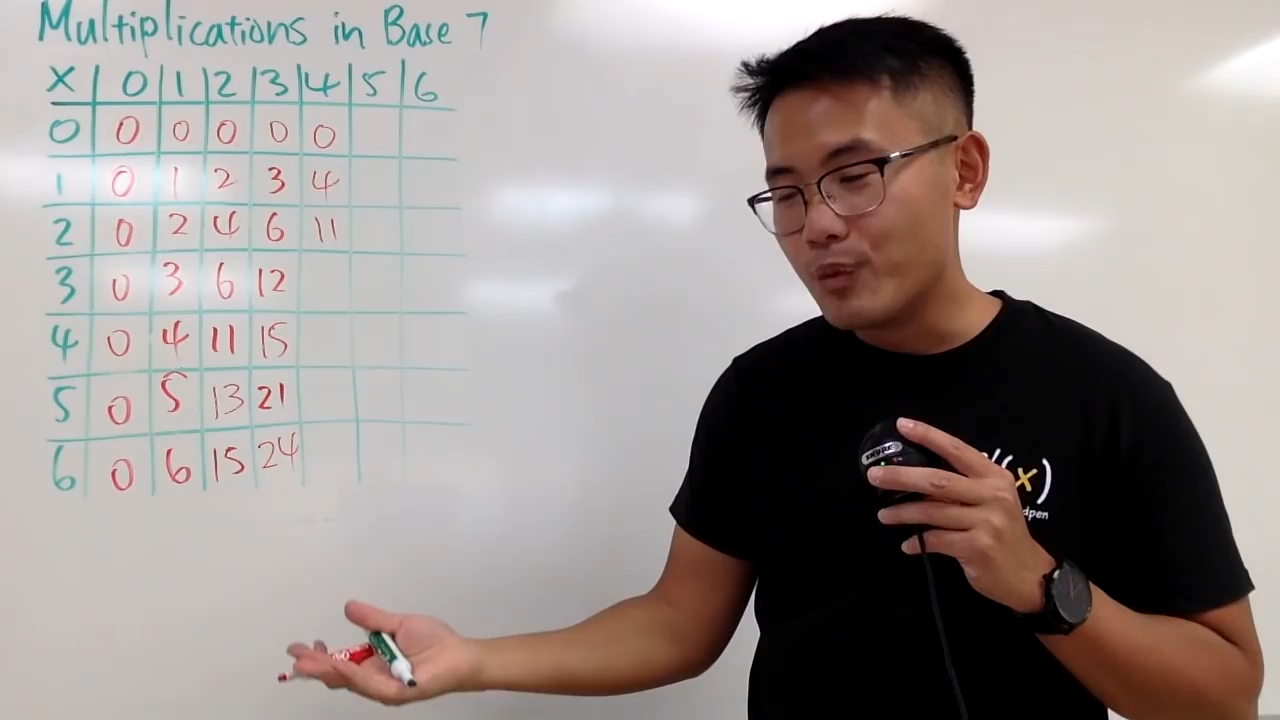 Multiplications in Base 7
X 0 1 2 3 4 5 6
0 0 0 0 0 0
1 0 1 2 3 4
2 0 2 4 6 11
3 0 3 6 12
4 0 4 11 15
5 0 5 13 21
6 0 6 15 24
skype
(x)
dpen